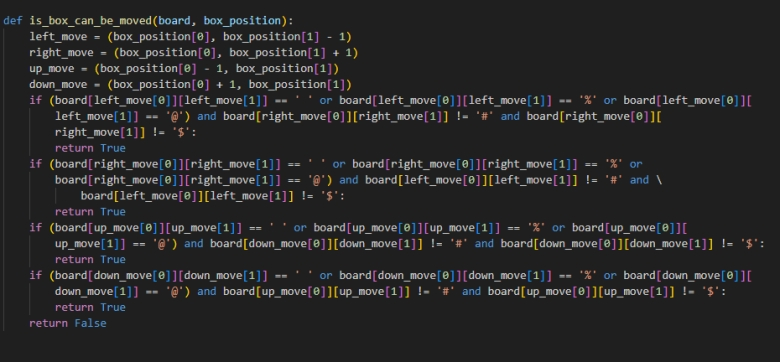 def is_box_can_be_moved(board, box_position):
    left_move = (box_position[0], box_position[1] - 1)
    right_move = (box_position[0], box_position[1] + 1)
    up_move = (box_position[0] - 1, box_position[1])
    down_move = (box_position[0] + 1, box_position[1])
    if (board[left_move[0]][left_move[1]] == ' ' or board[left_move[0]][left_move[1]] == '%' or board[left_move[0]][
        left_move[1]] == '@') and board[right_move[0]][right_move[1]] != '#' and board[right_move[0]][
        right_move[1]] != '$':
        return True
    if (board[right_move[0]][right_move[1]] == ' ' or board[right_move[0]][right_move[1]] == '%' or
        board[right_move[0]][right_move[1]] == '@') and board[left_move[0]][left_move[1]] != '#' and \
            board[left_move[0]][left_move[1]] != '$':
        return True
    if (board[up_move[0]][up_move[1]] == ' ' or board[up_move[0]][up_move[1]] == '%' or board[up_move[0]][
        up_move[1]] == '@') and board[down_move[0]][down_move[1]] != '#' and board[down_move[0]][down_move[1]] != '$':
        return True
    if (board[down_move[0]][down_move[1]] == ' ' or board[down_move[0]][down_move[1]] == '%' or board[down_move[0]][
        down_move[1]] == '@') and board[up_move[0]][up_move[1]] != '#' and board[up_move[0]][up_move[1]] != '$':
        return True
    return False